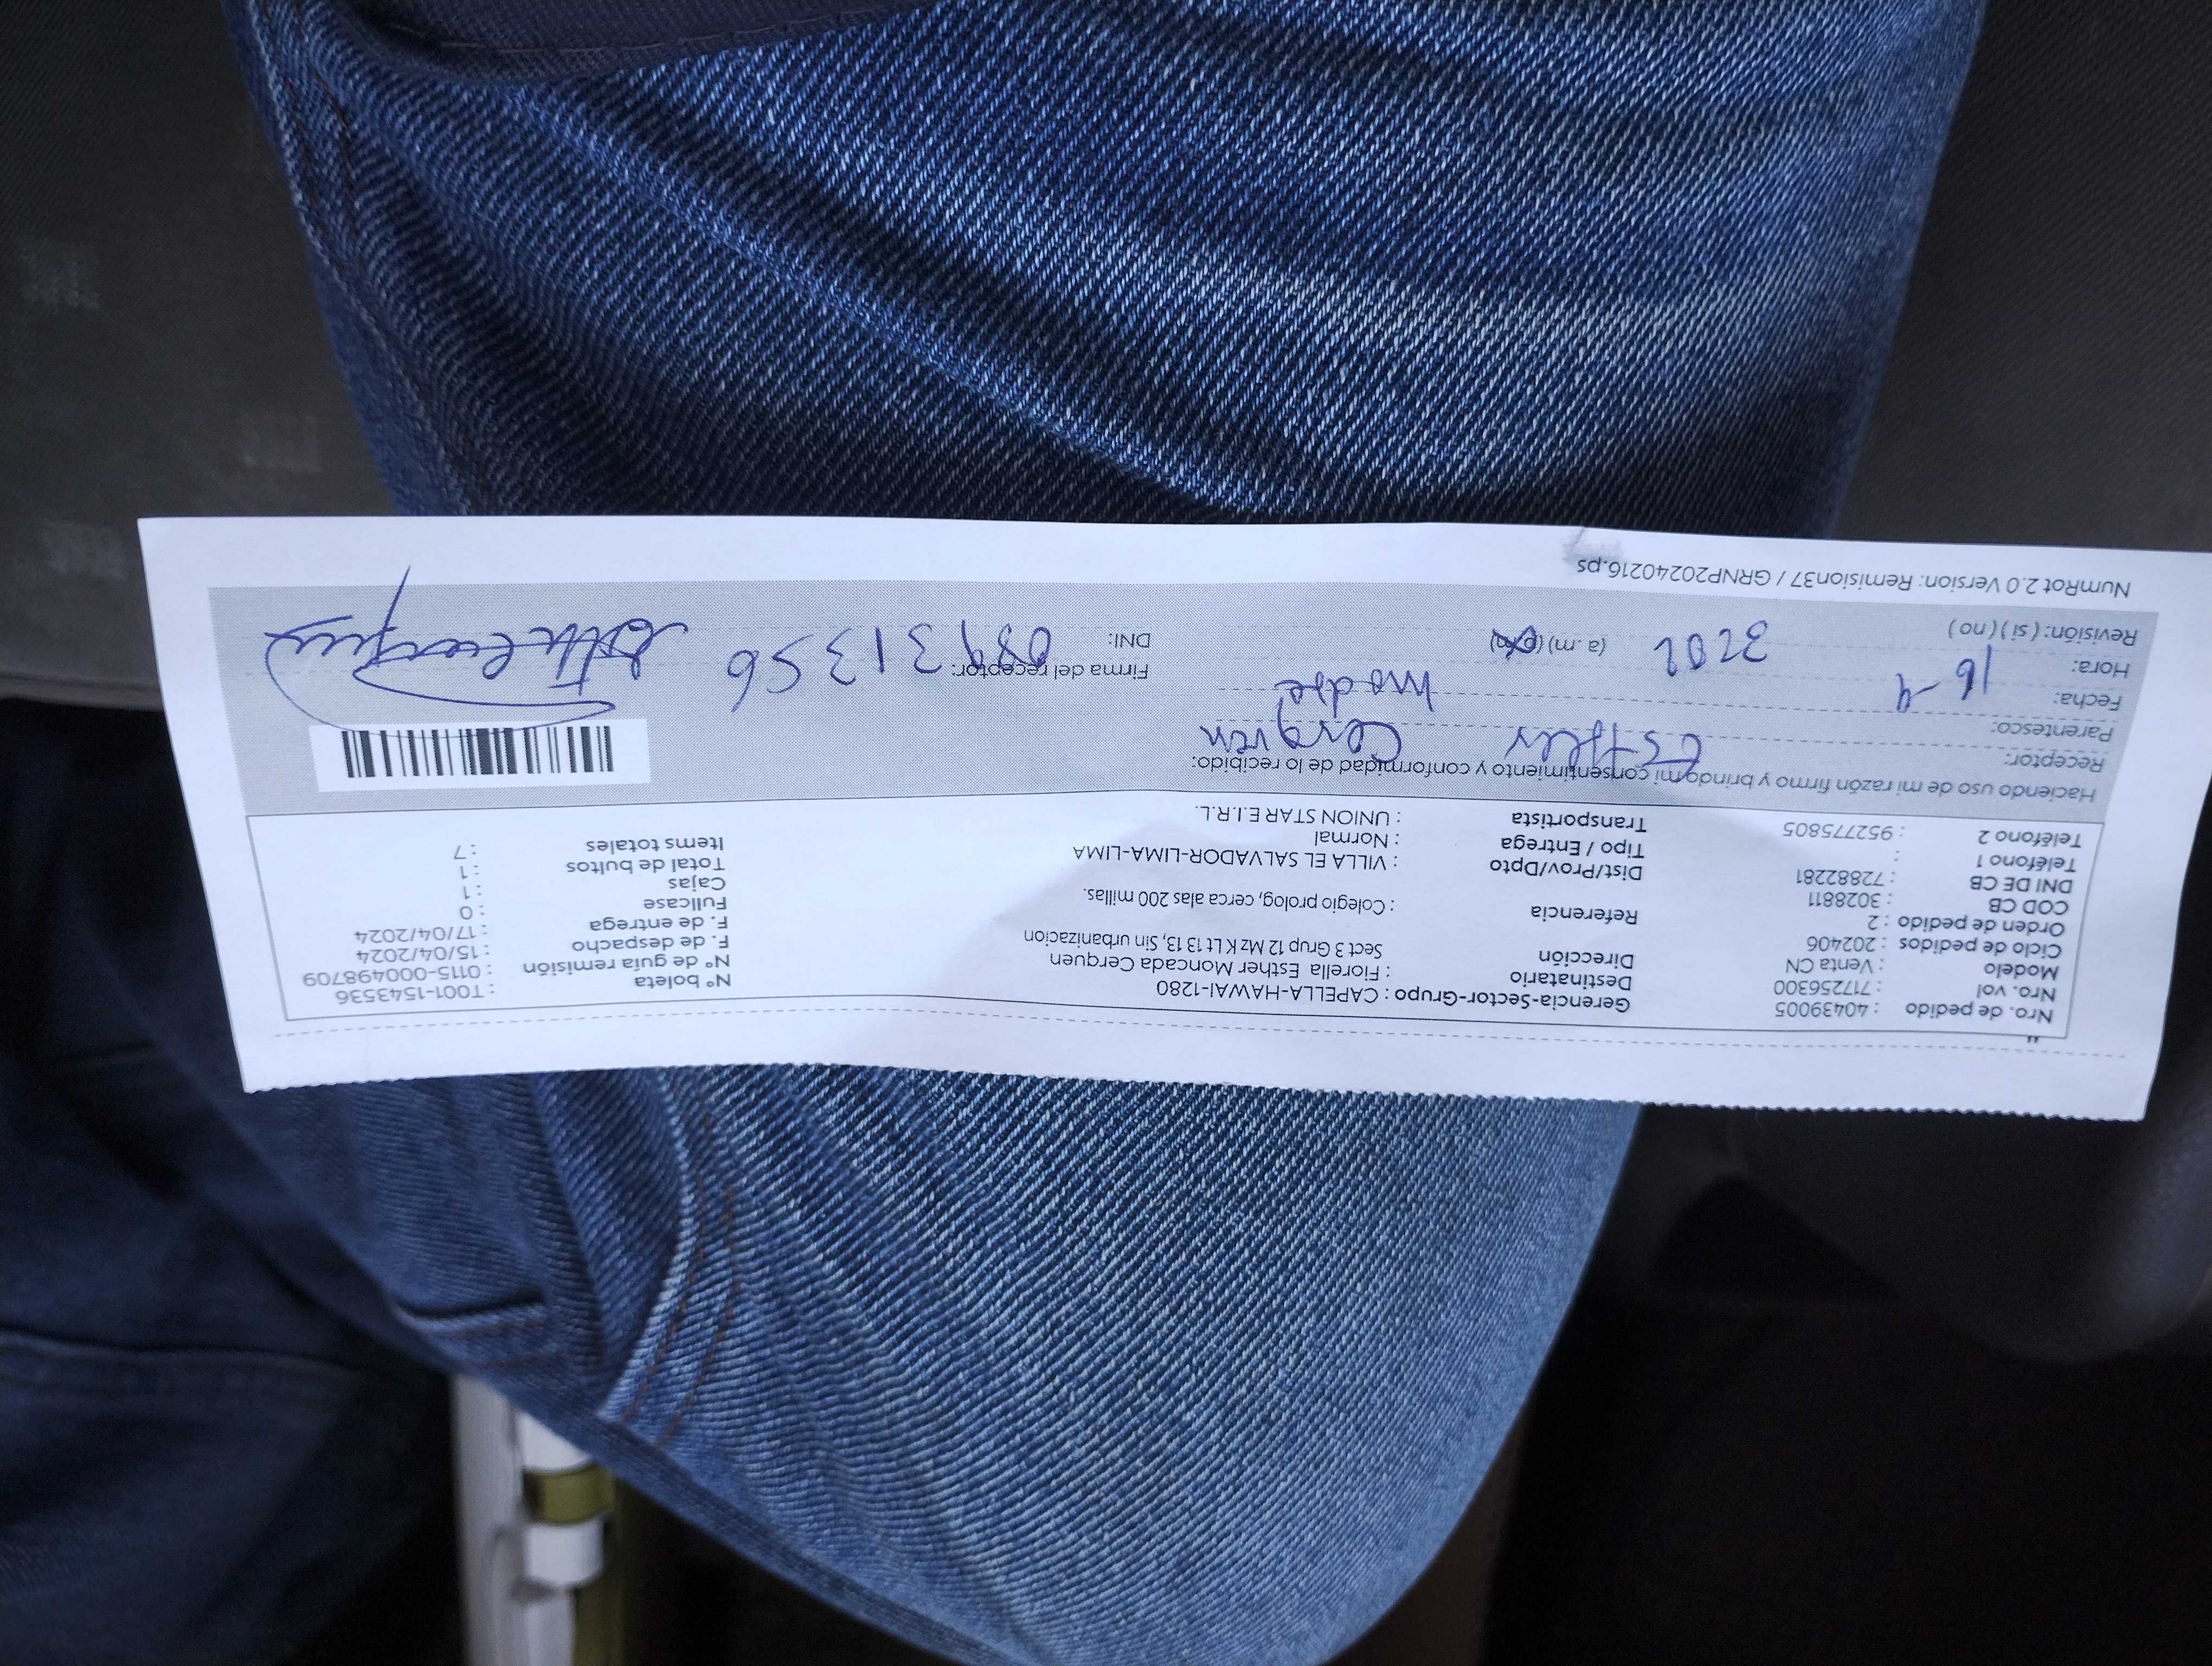 Nro. de pedido : 40439005 Gerencia-Sector-Grupo : CAPELLA-HAWAI-1280 N° boleta : T001-1543536
Nro. vol : 717256300 Destinatario : Fiorella Esther Moncada Cerquen N° de guía remisión : 0115-000498709
Modelo : Venta CN Dirección Sect 3 Grup 12 Mz K Lt 13 13, Sin urbanizacion F. de despacho : 15/04/2024
Ciclo de pedidos : 202406 F. de entrega : 17/04/2024
Orden de pedido : 2 Referencia : Colegio prolog, cerca alas 200 millas. Fullcase : 0
COD CB : 3028811 Cajas : 1
DNI DE CB : 72882281 Dist/Prov/Dpto : VILLA EL SALVADOR-LIMA-LIMA Total de bultos : 1
Teléfono 1 : Tipo / Entrega : Normal Items totales : 7
Teléfono 2 : 952775805 Transportista : UNION STAR E.I.R.L.
Haciendo uso de mi razón firmo y brindo mi consentimiento y conformidad de lo recibido:
Receptor: Esther Cerquen
Parentesco: madre
Fecha: 16-4 Firma del receptor:
Hora: (a.m) (p.m) DNI: 08931356
Revisión: (si) (no)
NumRot 2.0 Version: Remision37 / GRNP20240216.ps